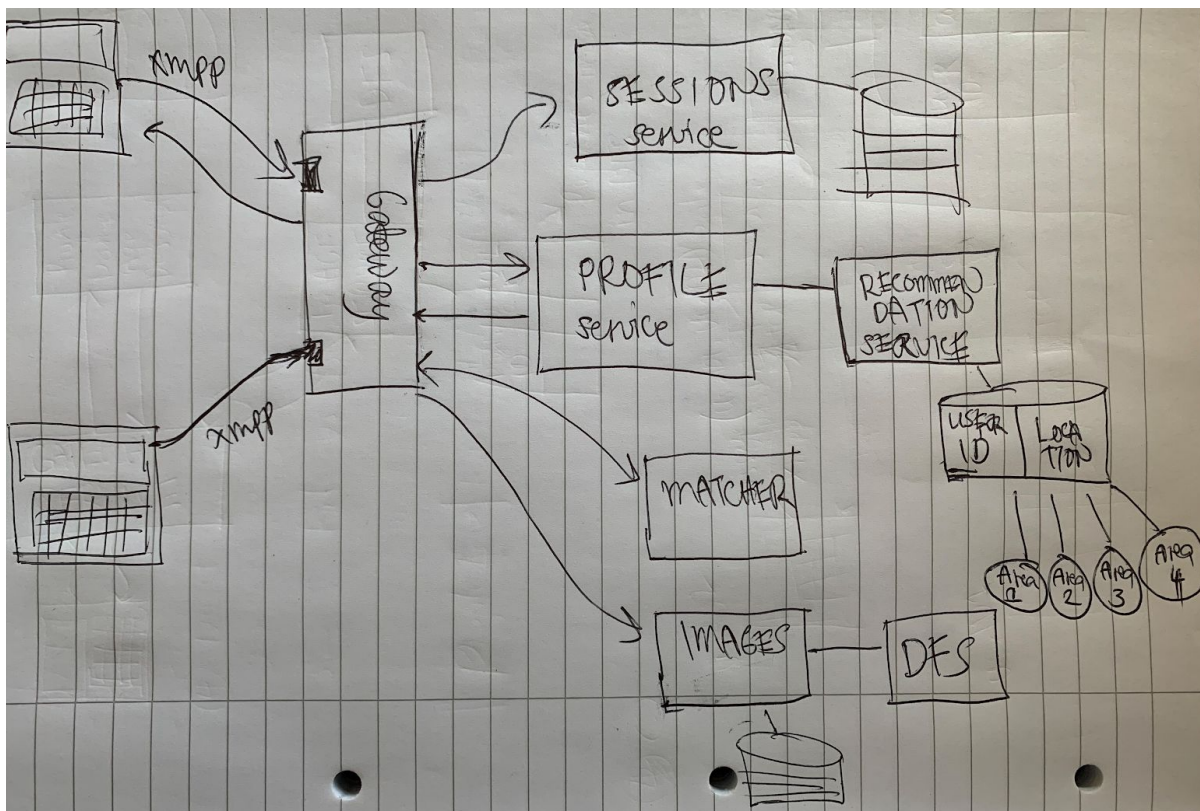 xmpp
SESSIONS
service
Gateway
PROFILE
service
RECOMMEN
DATION
SERVICE
xmpp
USER
ID
LOCA
TION
MATCHER
Area
1
Area
2
Area
3
Area
4
IMAGES
DFS